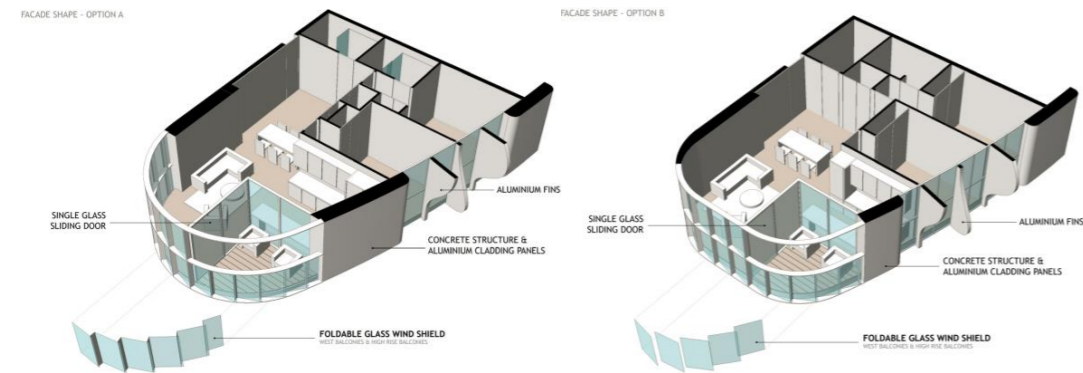 FACADE SHAPE - OPTION A
ALUMINIUM FINS
SINGLE GLASS
SLIDING DOOR
CONCRETE STRUCTURE &
ALUMINIUM CLADDING PANELS
FOLDABLE GLASS WIND SHIELD
WEST BALCONIES & HIGH RISE BALCONIES
FACADE SHAPE - OPTION B
SINGLE GLASS
SLIDING DOOR
ALUMINIUM FINS
CONCRETE STRUCTURE &
ALUMINIUM CLADDING PANELS
FOLDABLE GLASS WIND SHIELD
WEST BALCONIES & HIGH RISE BALCONIES